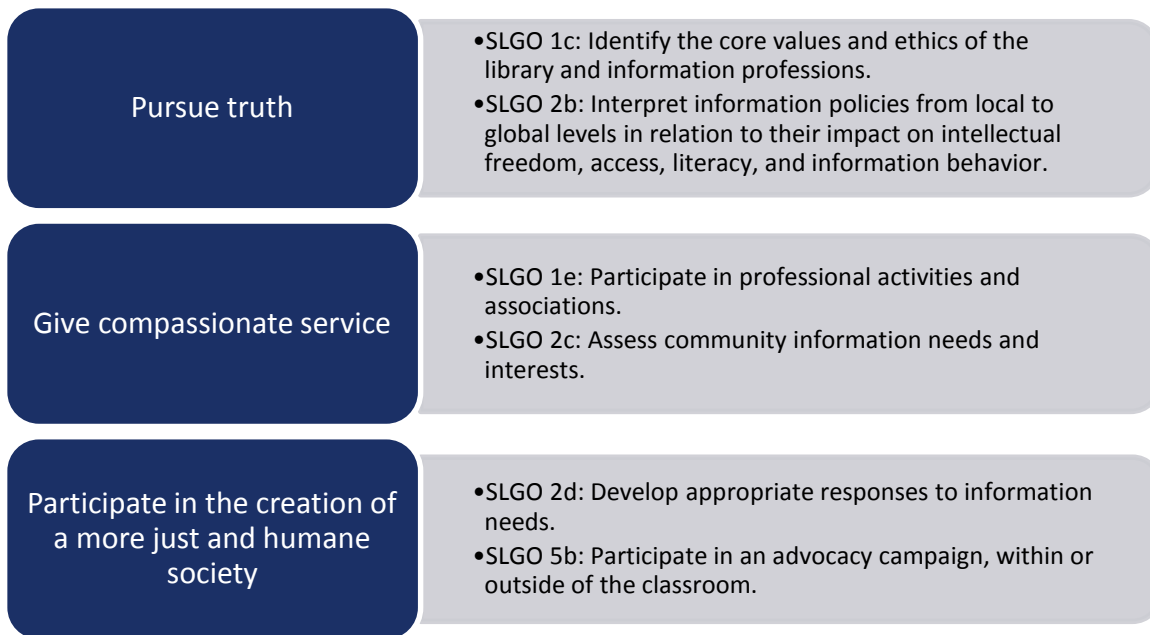 Pursue truth
•SLGO 1c: Identify the core values and ethics of the
library and information professions.
•SLGO 2b: Interpret information policies from local to
global levels in relation to their impact on intellectual
freedom, access, literacy, and information behavior.
Give compassionate service
•SLGO 1e: Participate in professional activities and
associations.
•SLGO 2c: Assess community information needs and
interests.
Participate in the creation of
a more just and humane
society
•SLGO 2d: Develop appropriate responses to information
needs.
•SLGO 5b: Participate in an advocacy campaign, within or
outside of the classroom.